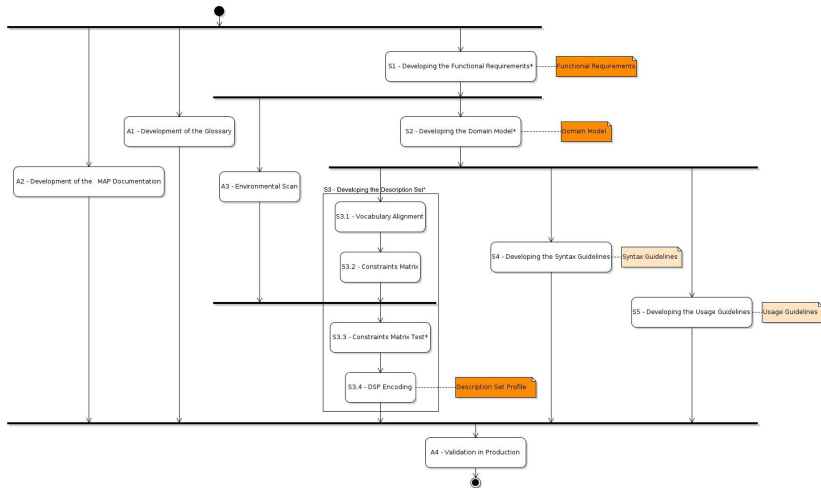 S1 - Developing the Functional Requirements*
Functional Requirements
A1 - Development of the Glossary
S2 - Developing the Domain Model*
Domain Model
A2 - Development of the MAP Documentation
A3 - Environmental Scan
S3 - Developing the Description Set*
S3.1 - Vocabulary Alignment
S3.2 - Constraints Matrix
S4 - Developing the Syntax Guidelines
Syntax Guidelines
S5 - Developing the Usage Guidelines
Usage Guidelines
S3.3 - Constraints Matrix Test*
S3.4 - DSP Encoding
Description Set Profile
A4 - Validation in Production